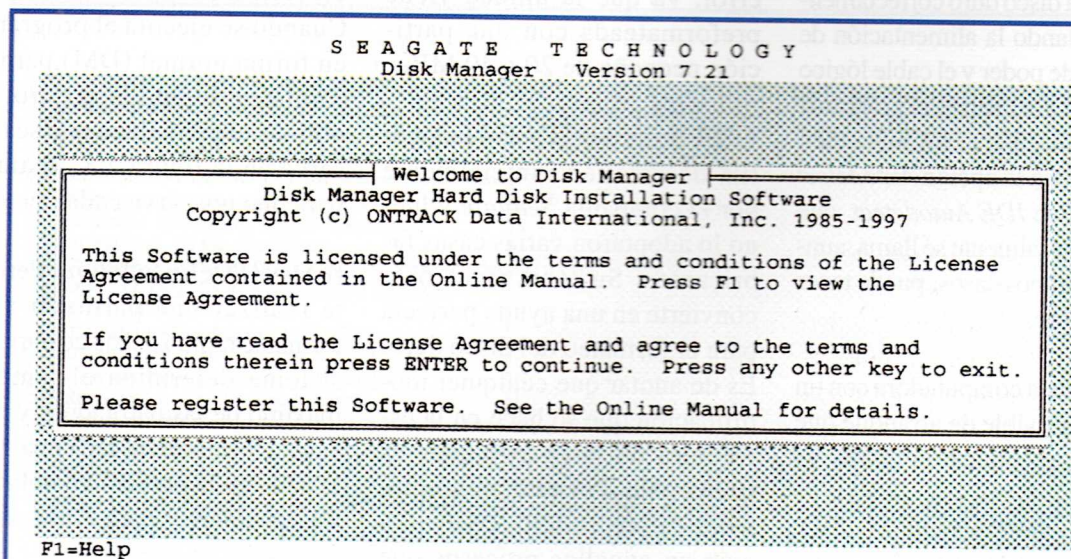 S E A G A T E   T E C H N O L O G Y
Disk Manager   Version 7.21
Welcome to Disk Manager
Disk Manager Hard Disk Installation Software
Copyright (c) ONTRACK Data International, Inc. 1985-1997
This Software is licensed under the terms and conditions of the License
Agreement contained in the Online Manual.  Press F1 to view the
License Agreement.
If you have read the License Agreement and agree to the terms and
conditions therein press ENTER to continue.  Press any other key to exit.
Please register this Software.  See the Online Manual for details.
F1=Help